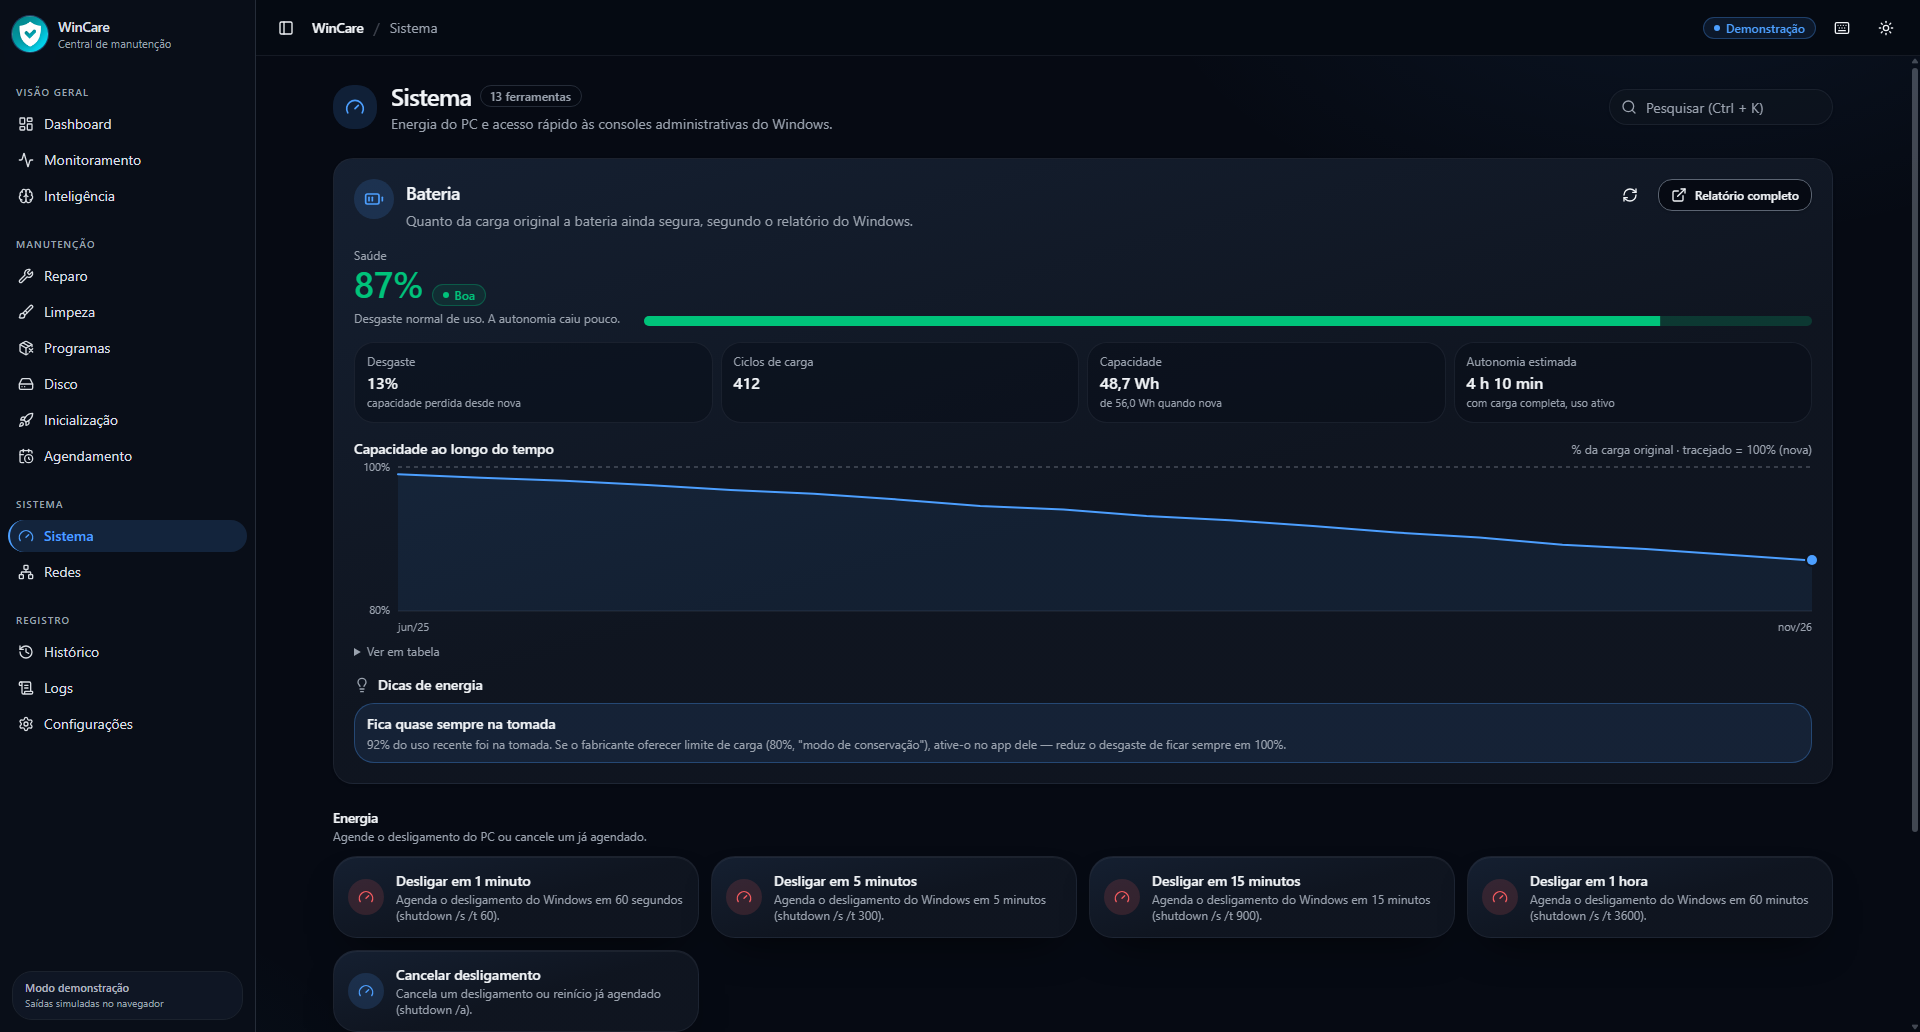 WinCare
Central de manutenção
VISÃO GERAL
Dashboard
Monitoramento
Inteligência
MANUTENÇÃO
Reparo
Limpeza
Programas
Disco
Inicialização
Agendamento
SISTEMA
Sistema
Redes
REGISTRO
Histórico
Logs
Configurações
Modo demonstração
Saídas simuladas no navegador
WinCare / Sistema
Demonstração
Sistema
13 ferramentas
Energia do PC e acesso rápido às consoles administrativas do Windows.
Pesquisar (Ctrl + K)
Bateria
Quanto da carga original a bateria ainda segura, segundo o relatório do Windows.
Relatório completo
Saúde
87%
Boa
Desgaste normal de uso. A autonomia caiu pouco.
Desgaste
13%
capacidade perdida desde nova
Ciclos de carga
412
Capacidade
48,7 Wh
de 56,0 Wh quando nova
Autonomia estimada
4 h 10 min
com carga completa, uso ativo
Capacidade ao longo do tempo
% da carga original · tracejado = 100% (nova)
100%
80%
jun/25
nov/26
Ver em tabela
Dicas de energia
Fica quase sempre na tomada
92% do uso recente foi na tomada. Se o fabricante oferecer limite de carga (80%, "modo de conservação"), ative-o no app dele — reduz o desgaste de ficar sempre em 100%.
Energia
Agende o desligamento do PC ou cancele um já agendado.
Desligar em 1 minuto
Agenda o desligamento do Windows em 60 segundos
(shutdown /s /t 60).
Desligar em 5 minutos
Agenda o desligamento do Windows em 5 minutos
(shutdown /s /t 300).
Desligar em 15 minutos
Agenda o desligamento do Windows em 15 minutos
(shutdown /s /t 900).
Desligar em 1 hora
Agenda o desligamento do Windows em 60 minutos
(shutdown /s /t 3600).
Cancelar desligamento
Cancela um desligamento ou reinício já agendado
(shutdown /a).